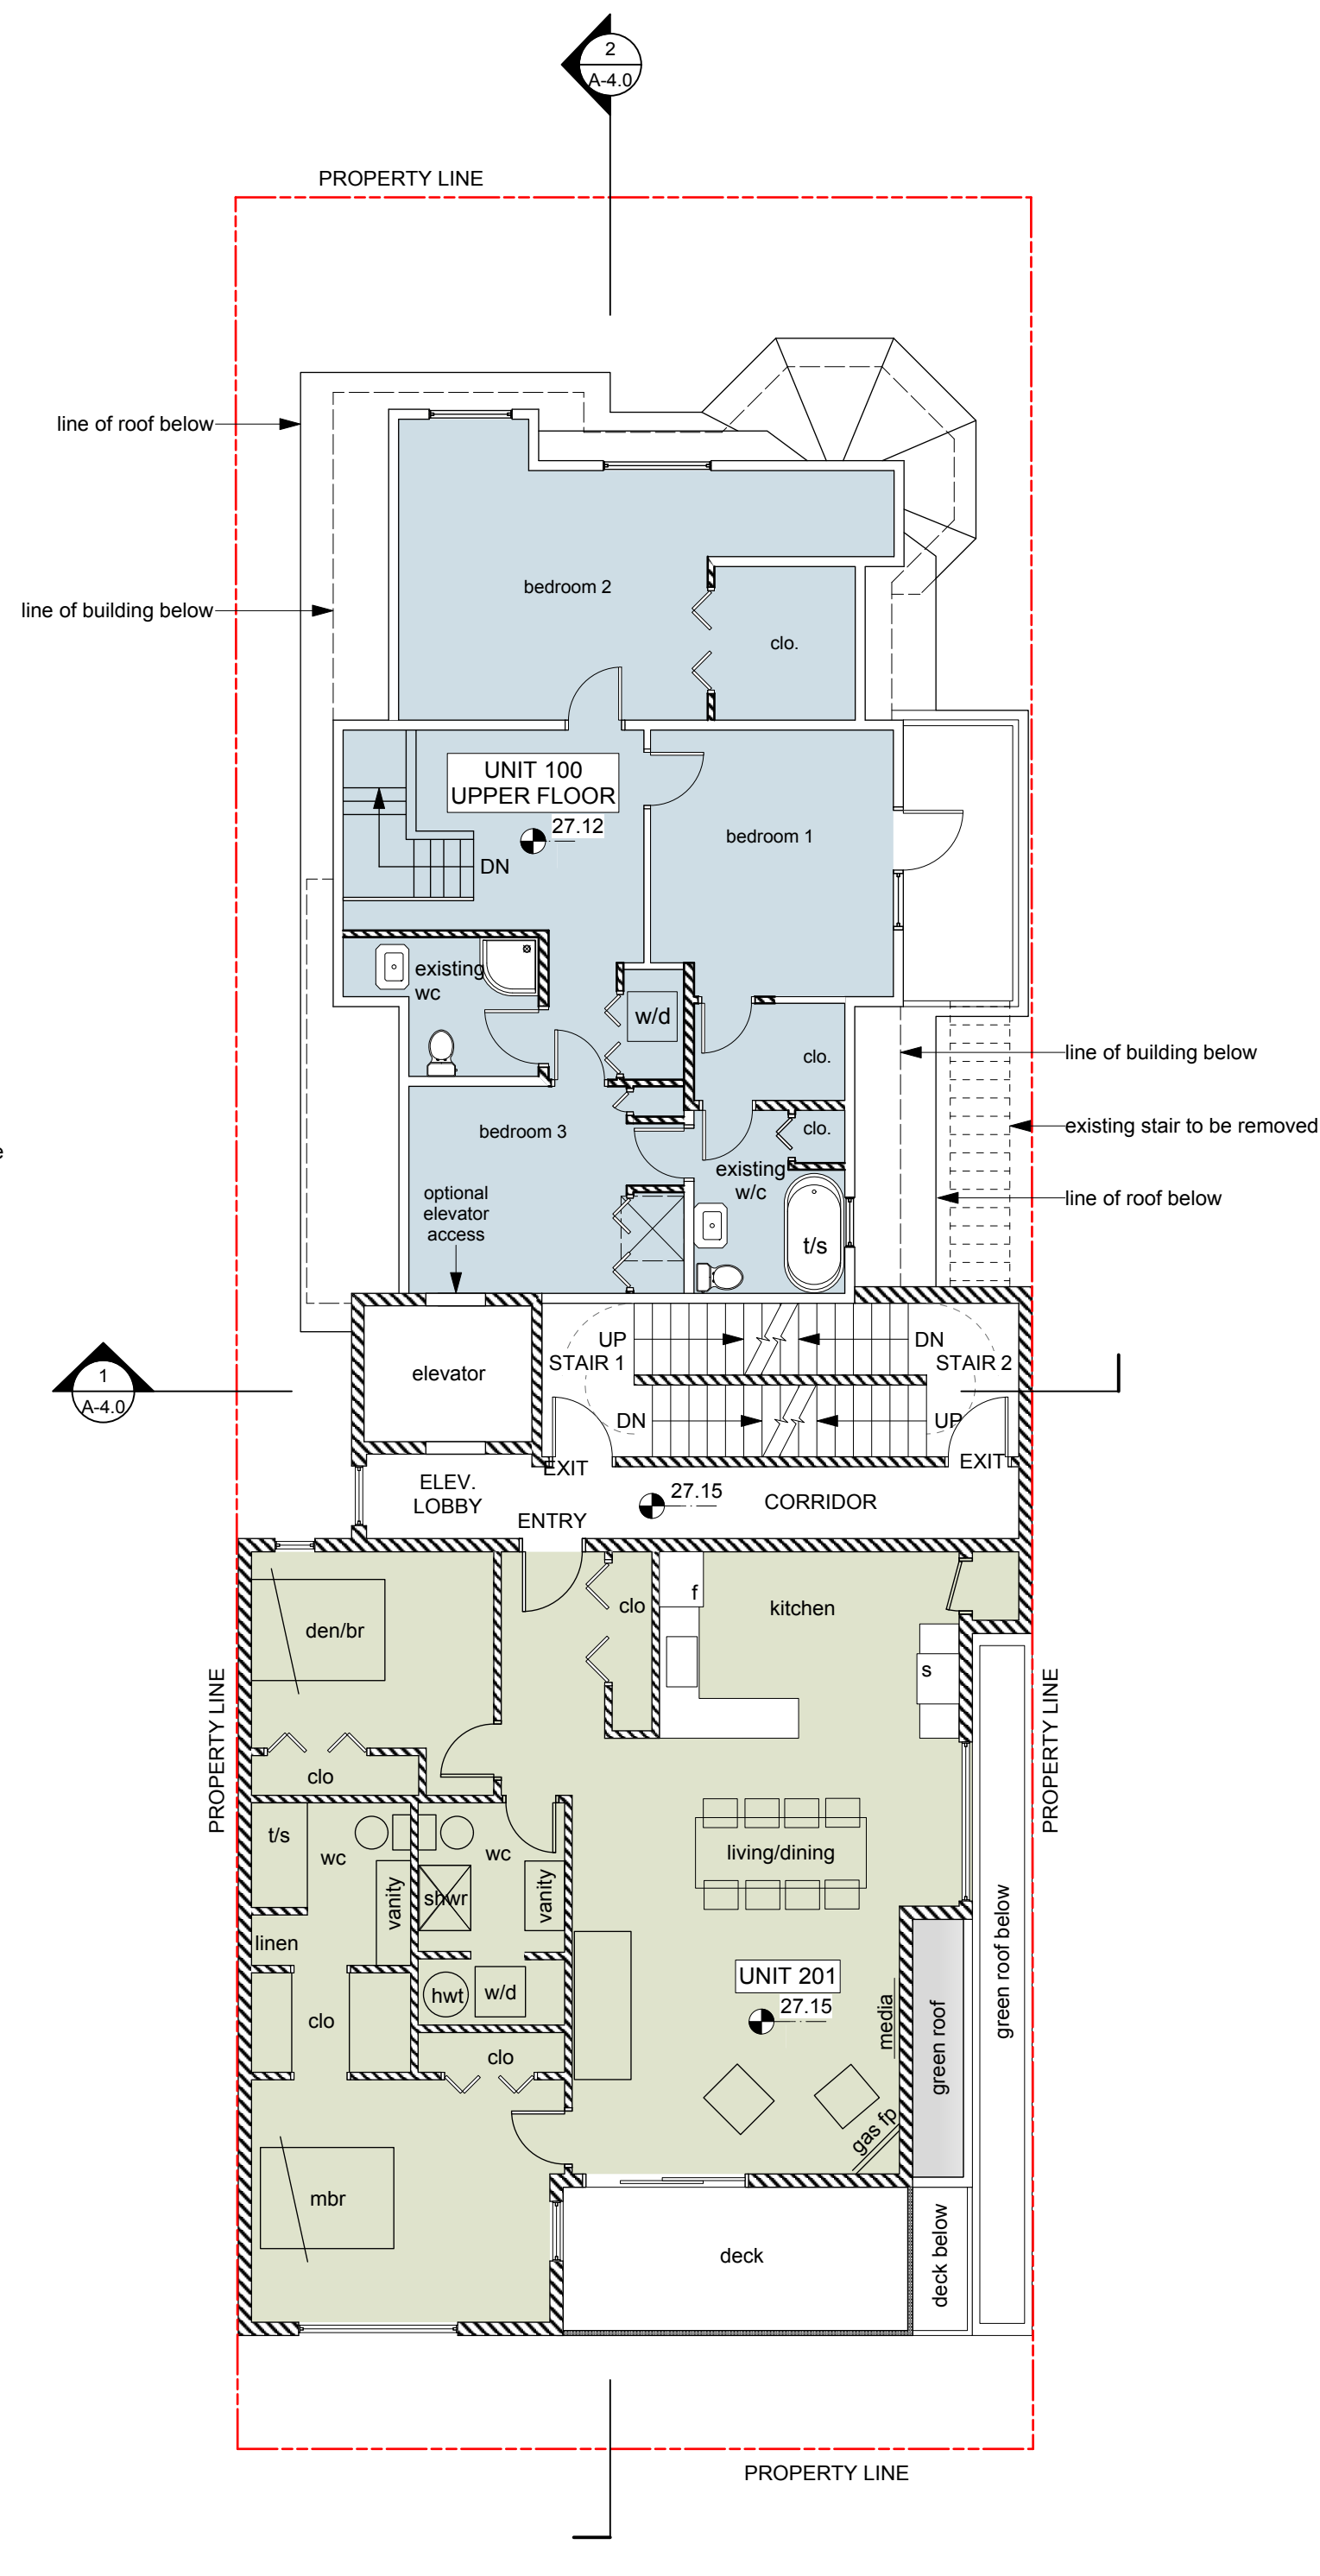 2
A-4.0
PROPERTY LINE
line of roof below
line of building below
bedroom 2
clo.
UNIT 100
UPPER FLOOR
27.12
bedroom 1
DN
existing
wc
w/d
clo.
line of building below
bedroom 3
clo.
existing stair to be removed
e
existing
w/c
optional
elevator
access
line of roof below
t/s
UP
DN
STAIR 1
STAIR 2
elevator
1
A-4.0
DN
UP
EXIT
EXIT
ELEV.
LOBBY
27.15
CORRIDOR
ENTRY
f
clo
kitchen
den/br
s
PROPERTY LINE
PROPERTY LINE
clo
t/s
wc
wc
living/dining
vanity
shwr
vanity
linen
green roof below
UNIT 201
27.15
hwt
w/d
clo
media
green roof
clo
gas fp
mbr
deck
deck below
PROPERTY LINE